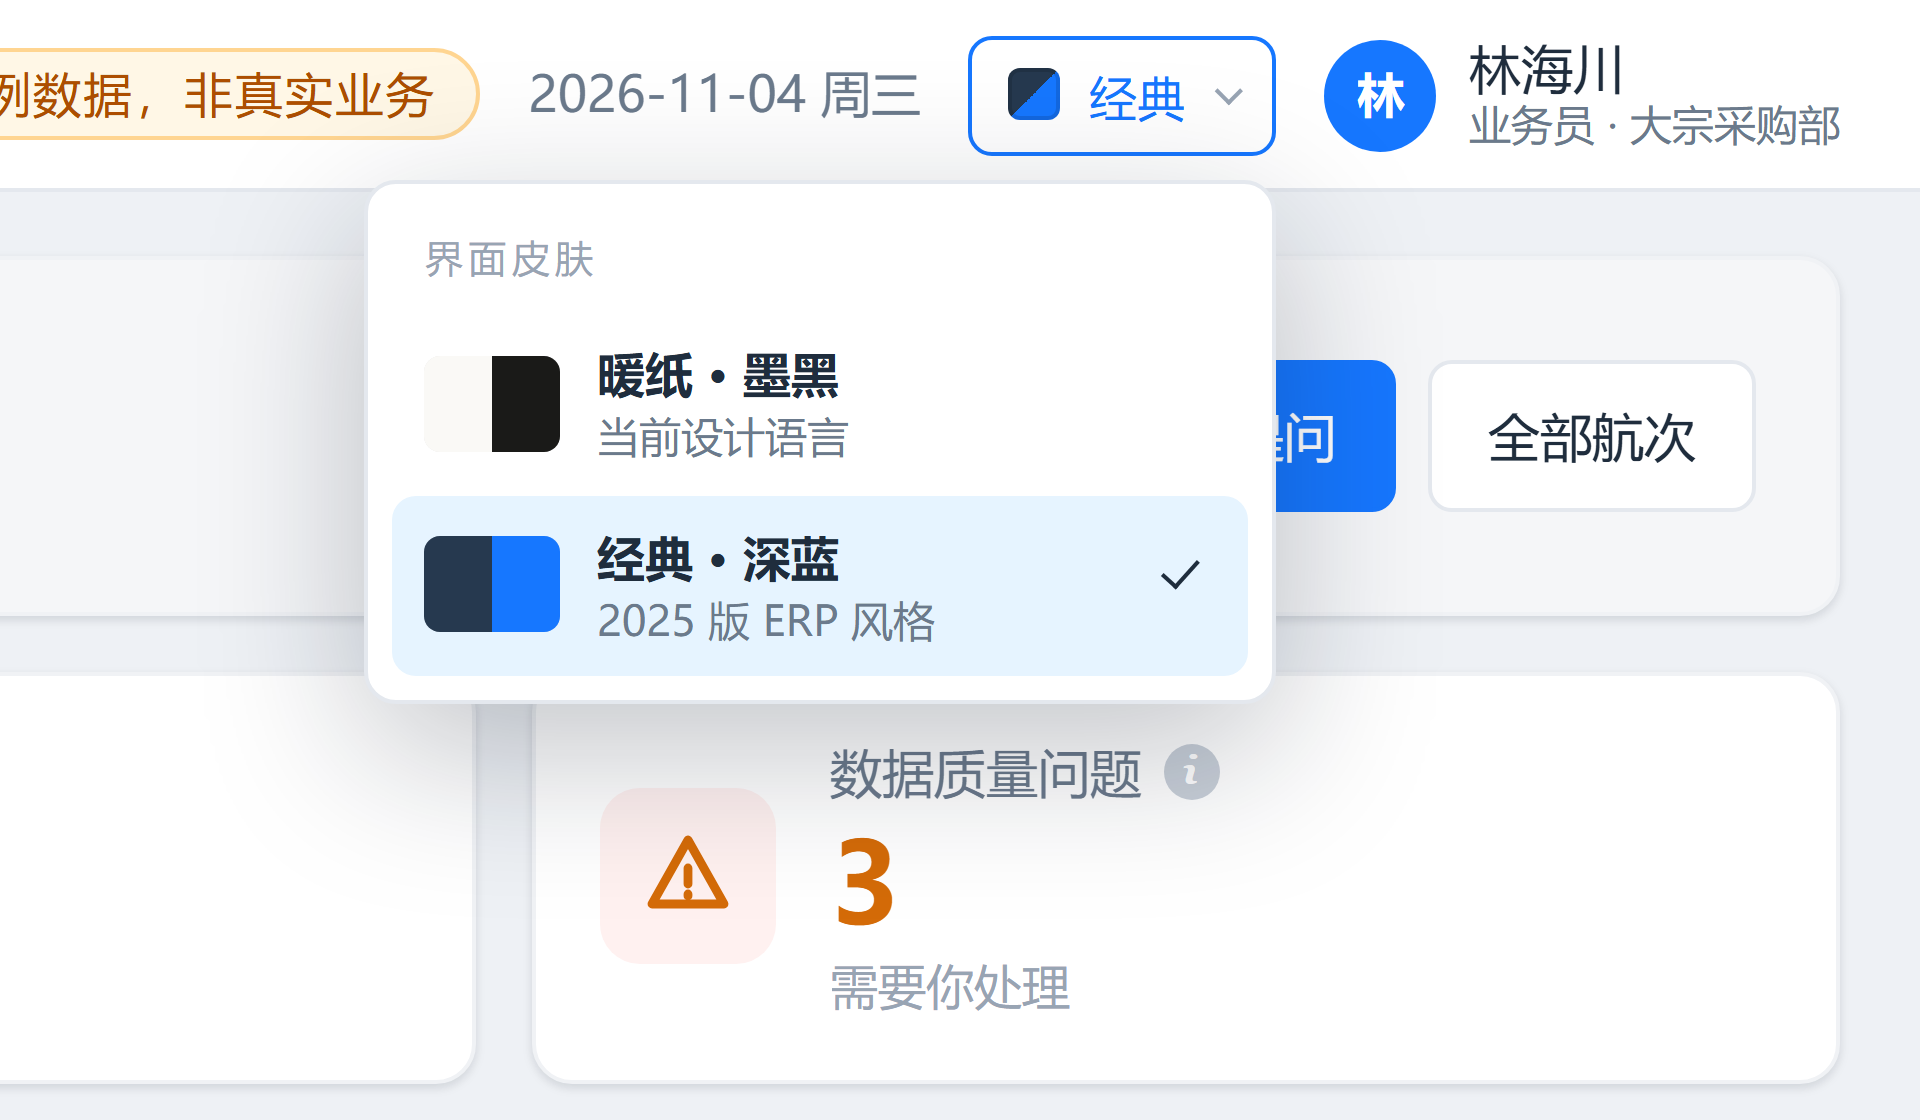 例数据，非真实业务
2026-11-04 周三
经典
林
林海川
业务员 · 大宗采购部
界面皮肤
暖纸·墨黑
当前设计语言
经典·深蓝
2025 版 ERP 风格
问
全部航次
数据质量问题
3
需要你处理